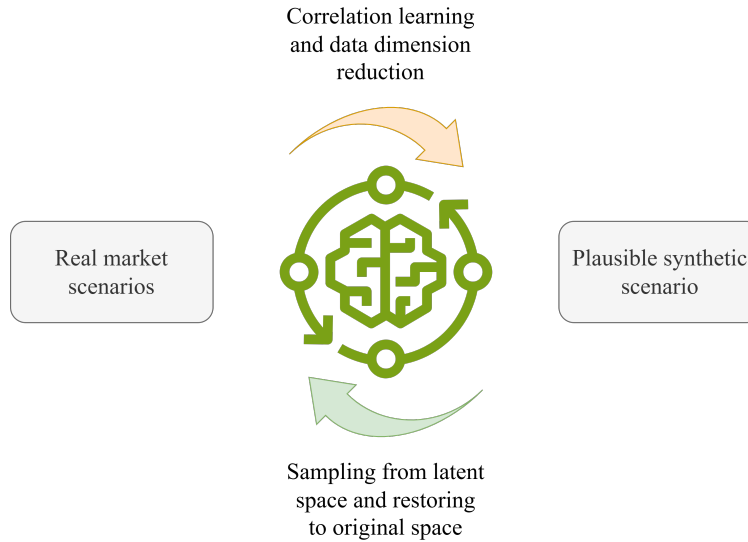 Correlation learning
and data dimension
reduction
Real market
scenarios
Plausible synthetic
scenario
Sampling from latent
space and restoring
to original space